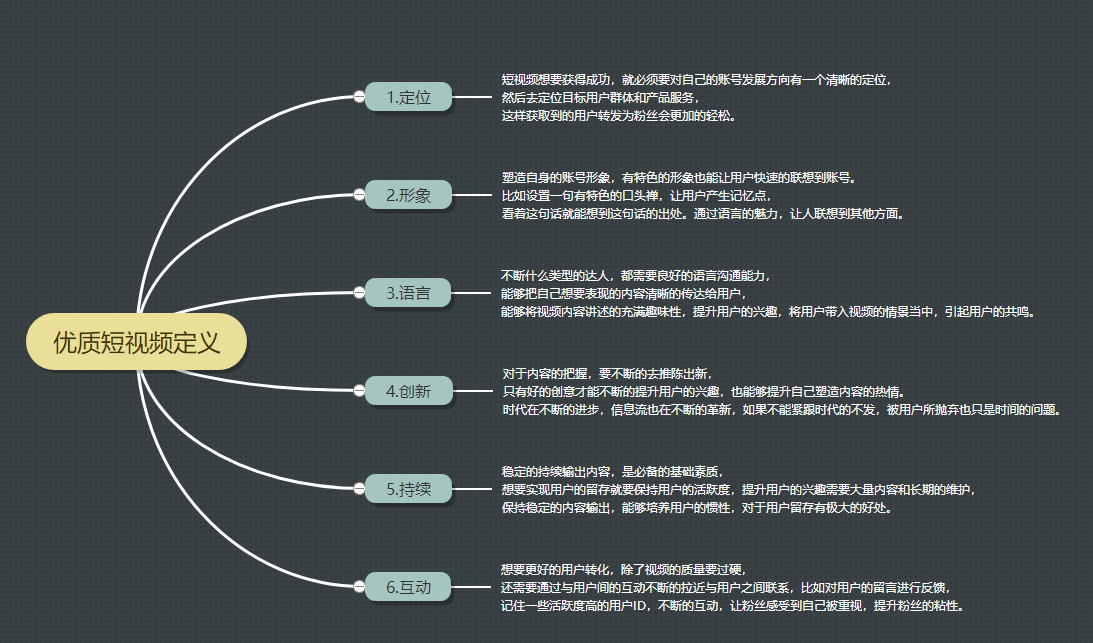 优质短视频定义
1.定位
短视频想要获得成功，就必须要对自己的账号发展方向有一个清晰的定位，
然后去定位目标用户群体和产品服务，
这样获取到的用户转发为粉丝会更加的轻松。
2.形象
塑造自身的账号形象，有特色的形象也能让用户快速的联想到账号。
比如设置一句有特色的口头禅，让用户产生记忆点，
看着这句话就能想到这句话的出处。通过语言的魅力，让人联想到其他方面。
3.语言
不断什么类型的达人，都需要良好的语言沟通能力，
能够把自己想要表现的内容清晰的传达给用户，
能够将视频内容讲述的充满趣味性，提升用户的兴趣，将用户带入视频的情景当中，引起用户的共鸣。
4.创新
对于内容的把握，要不断的去推陈出新，
只有好的创意才能不断的提升用户的兴趣，也能够提升自己塑造内容的热情。
时代在不断的进步，信息流也在不断的革新，如果不能紧跟时代的不发，被用户所抛弃也只是时间的问题。
5.持续
稳定的持续输出内容，是必备的基础素质，
想要实现用户的留存就要保持用户的活跃度，提升用户的兴趣需要大量内容和长期的维护，
保持稳定的内容输出，能够培养用户的惯性，对于用户留存有极大的好处。
6.互动
想要更好的用户转化，除了视频的质量要过硬，
还需要通过与用户间的互动不断的拉近与用户之间联系，比如对用户的留言进行反馈，
记住一些活跃度高的用户ID，不断的互动，让粉丝感受到自己被重视，提升粉丝的粘性。